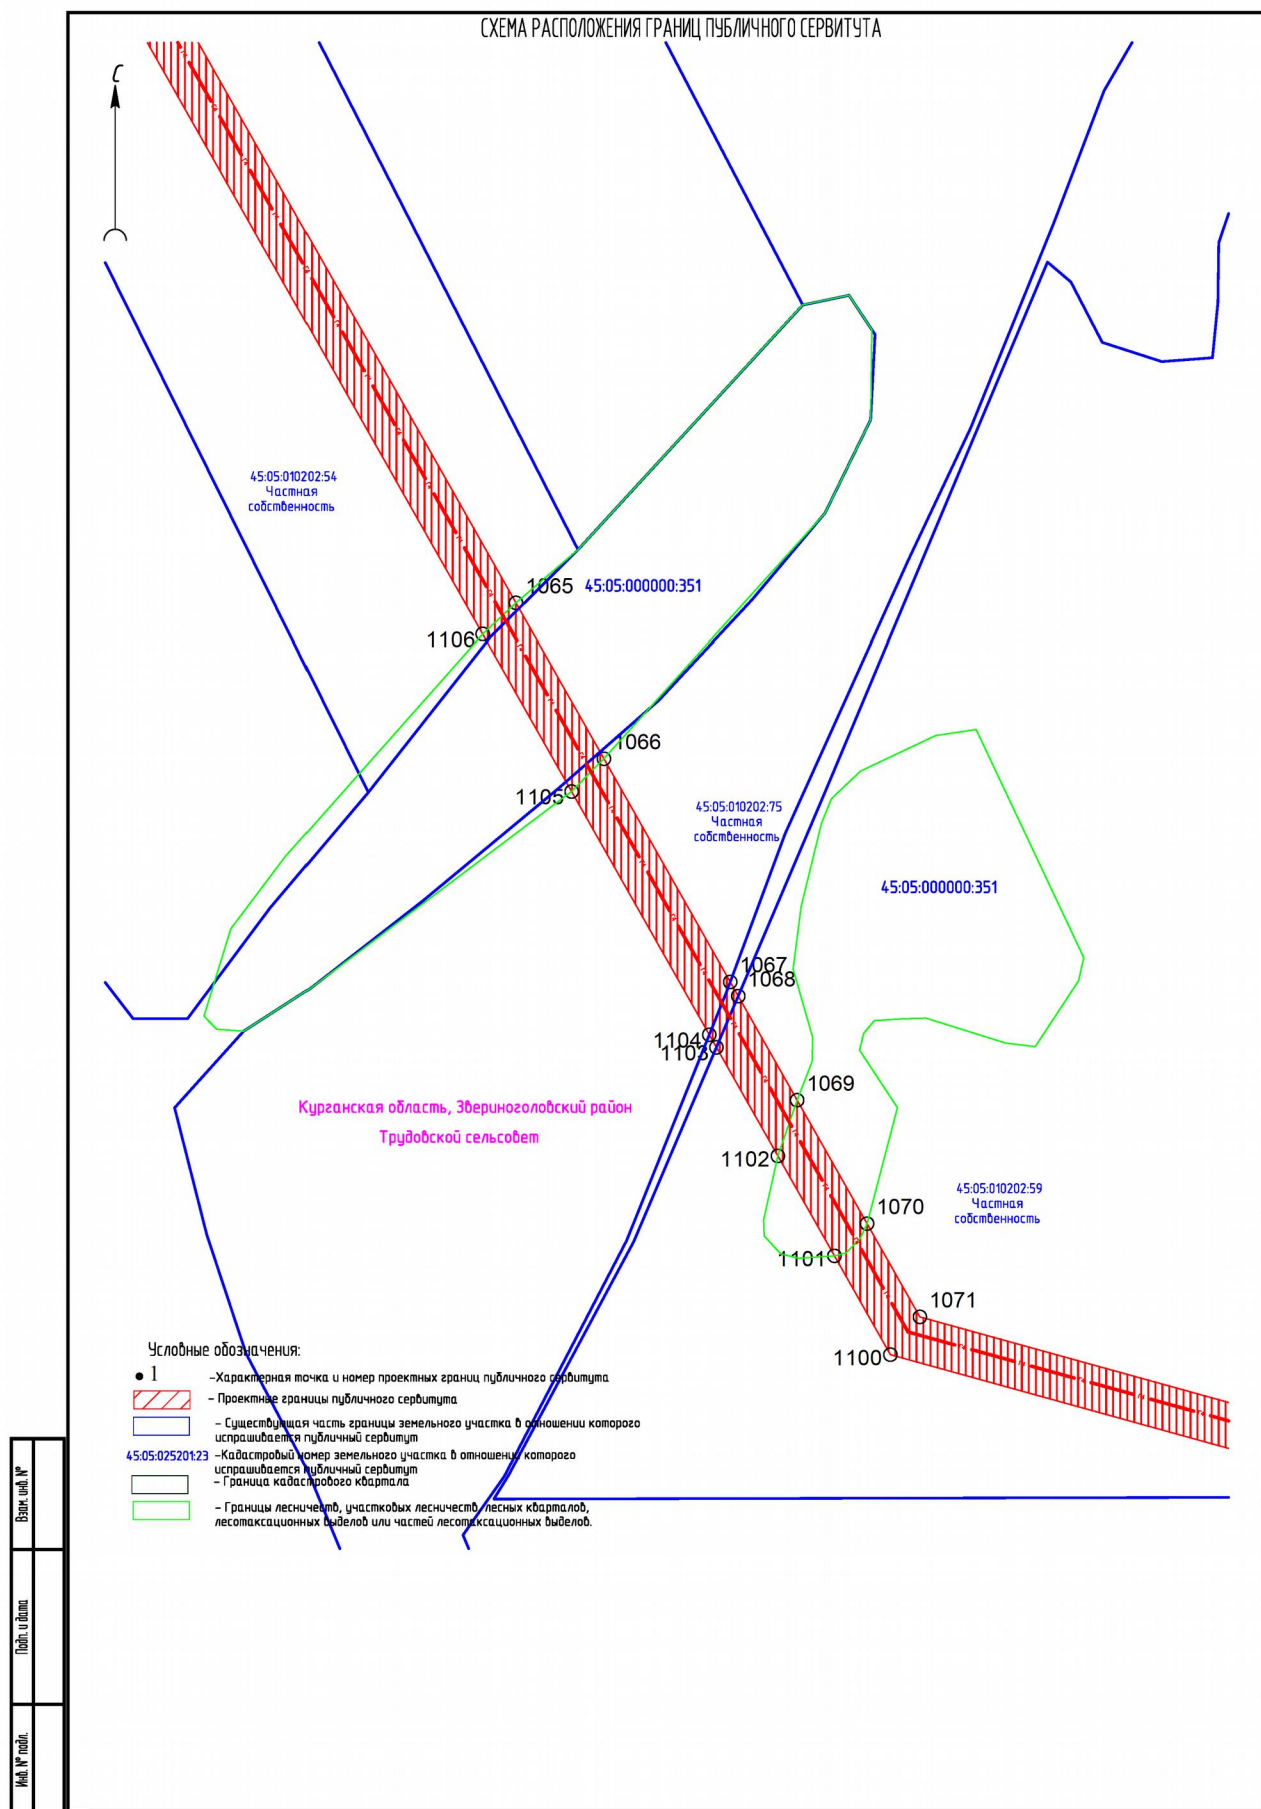 СХЕМА РАСПОЛОЖЕНИЯ ГРАНИЦ ПУБЛИЧНОГО СЕРВИТУТА
С
45:05:010202:54
Частная
собственность
1065
45:05:000000:351
1106
1066
1105
45:05:010202:75
Частная
собственность
45:05:000000:351
1067
1068
1104
1103
1069
Курганская область, Звериноголовский район
Трудовской сельсовет
1102
45:05:010202:59
Частная
собственность
1070
1101
1071
1100
Условные обозначения:
1 -Характерная точка и номер проектных границ публичного сервитута
- Проектные границы публичного сервитута
- Существующая часть границы земельного участка в отношении которого
испрашивается публичный сервитут
45:05:025201:23 -Кадастровый номер земельного участка в отношении которого
испрашивается публичный сервитут
- Граница кадастрового квартала
- Границы лесничеств, участковых лесничеств, лесных кварталов,
лесотаксационных выделов или частей лесотаксационных выделов.
Взам. инв. №
Подп. и дата
Инв. № подл.